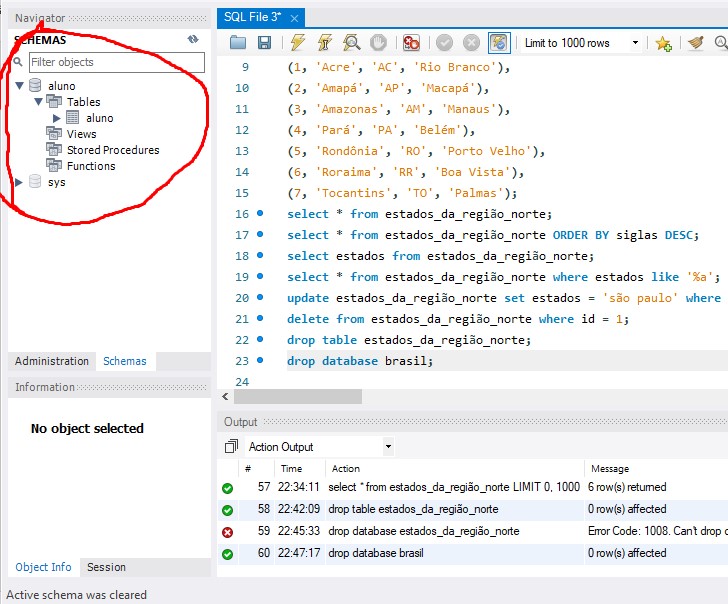 Navigator
SCHEMAS
Filter objects
aluno
Tables
aluno
Views
Stored Procedures
Functions
sys
Administration Schemas
Information
No object selected
Object Info Session
Active schema was cleared
SQL File 3*
Limit to 1000 rows
9 (1, 'Acre', 'AC', 'Rio Branco'),
10 (2, 'Amapá', 'AP', 'Macapá'),
11 (3, 'Amazonas', 'AM', 'Manaus'),
12 (4, 'Pará', 'PA', 'Belém'),
13 (5, 'Rondônia', 'RO', 'Porto Velho'),
14 (6, 'Roraima', 'RR', 'Boa Vista'),
15 (7, 'Tocantins', 'TO', 'Palmas');
16 select * from estados_da_região_norte;
17 select * from estados_da_região_norte ORDER BY siglas DESC;
18 select estados from estados_da_região_norte;
19 select * from estados_da_região_norte where estados like '%a';
20 update estados_da_região_norte set estados = 'são paulo' where
21 delete from estados_da_região_norte where id = 1;
22 drop table estados_da_região_norte;
23 drop database brasil;
24
Output
Action Output
# Time Action Message
57 22:34:11 select * from estados_da_região_norte LIMIT 0, 1000 6 row(s) returned
58 22:42:09 drop table estados_da_região_norte 0 row(s) affected
59 22:45:33 drop database estados_da_região_norte Error Code: 1008. Can't drop
60 22:47:17 drop database brasil 0 row(s) affected